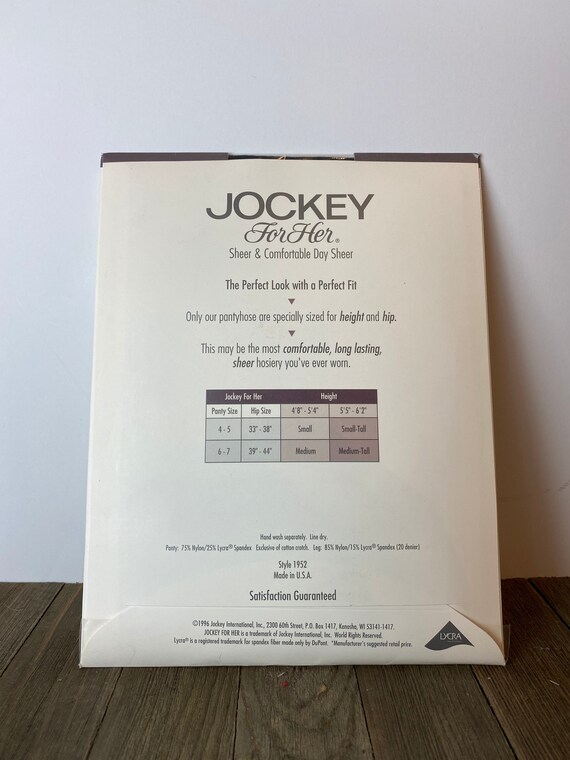 JOCKEY
For Her®
Sheer & Comfortable Day Sheer
The Perfect Look with a Perfect Fit
Only our pantyhose are specially sized for height and hip.
This may be the most comfortable, long lasting,
sheer hosiery you've ever worn.
Jockey For Her Height
Panty Size Hip Size 4'8" - 5'4" 5'5" - 6'2"
4 - 5 33" - 38" Small Small-Tall
6 - 7 39" - 44" Medium Medium-Tall
Hand wash separately. Line dry.
Panty: 75% Nylon/25% Lycra® Spandex Exclusive of cotton crotch. Leg: 85% Nylon/15% Lycra® Spandex (20 denier)
Style 1952
Made in U.S.A.
Satisfaction Guaranteed
©1996 Jockey International, Inc., 2300 60th Street, P.O. Box 1417, Kenosha, WI 53141-1417.
JOCKEY FOR HER is a trademark of Jockey International, Inc. World Rights Reserved.
Lycra® is a registered trademark for spandex fiber made only by DuPont. *Manufacturer's suggested retail price.
LYCRA